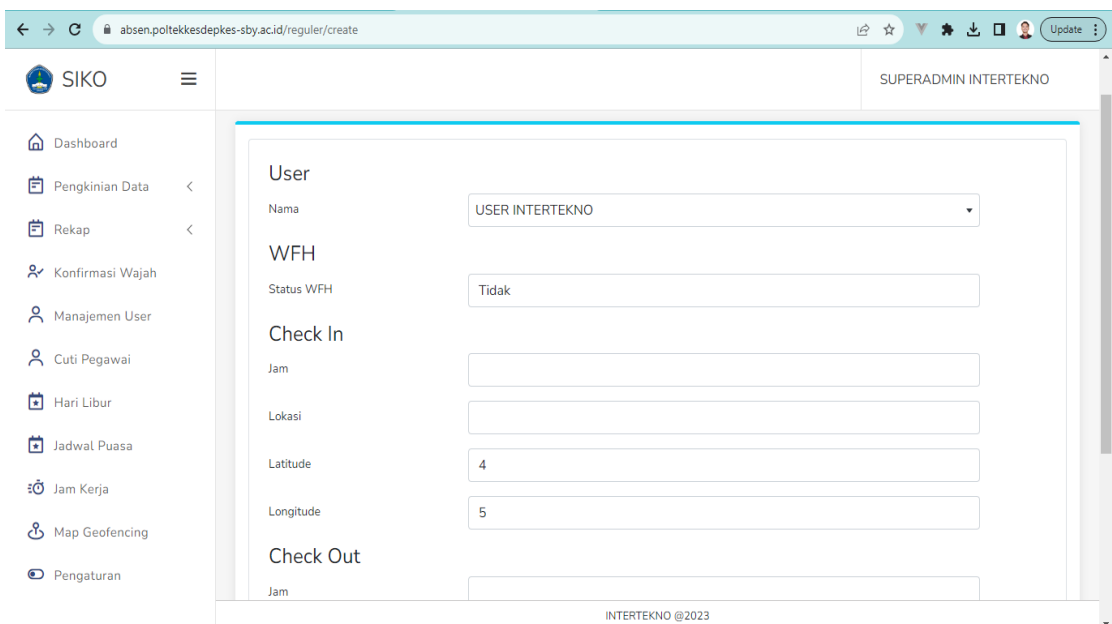 absen.poltekkesdepkes-sby.ac.id/reguler/create
Update
SIKO
SUPERADMIN INTERTEKNO
Dashboard
Pengkinian Data
Rekap
Konfirmasi Wajah
Manajemen User
Cuti Pegawai
Hari Libur
Jadwal Puasa
Jam Kerja
Map Geofencing
Pengaturan
User
Nama
USER INTERTEKNO
WFH
Status WFH
Tidak
Check In
Jam
Lokasi
Latitude
4
Longitude
5
Check Out
Jam
INTERTEKNO @2023